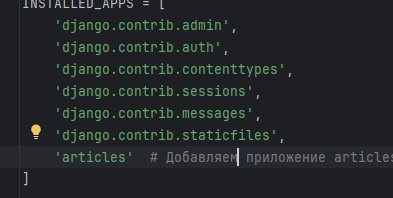 INSTALLED_APPS = [
'django.contrib.admin',
'django.contrib.auth',
'django.contrib.contenttypes',
'django.contrib.sessions',
'django.contrib.messages',
'django.contrib.staticfiles',
'articles'  # Добавляем приложение articles
]